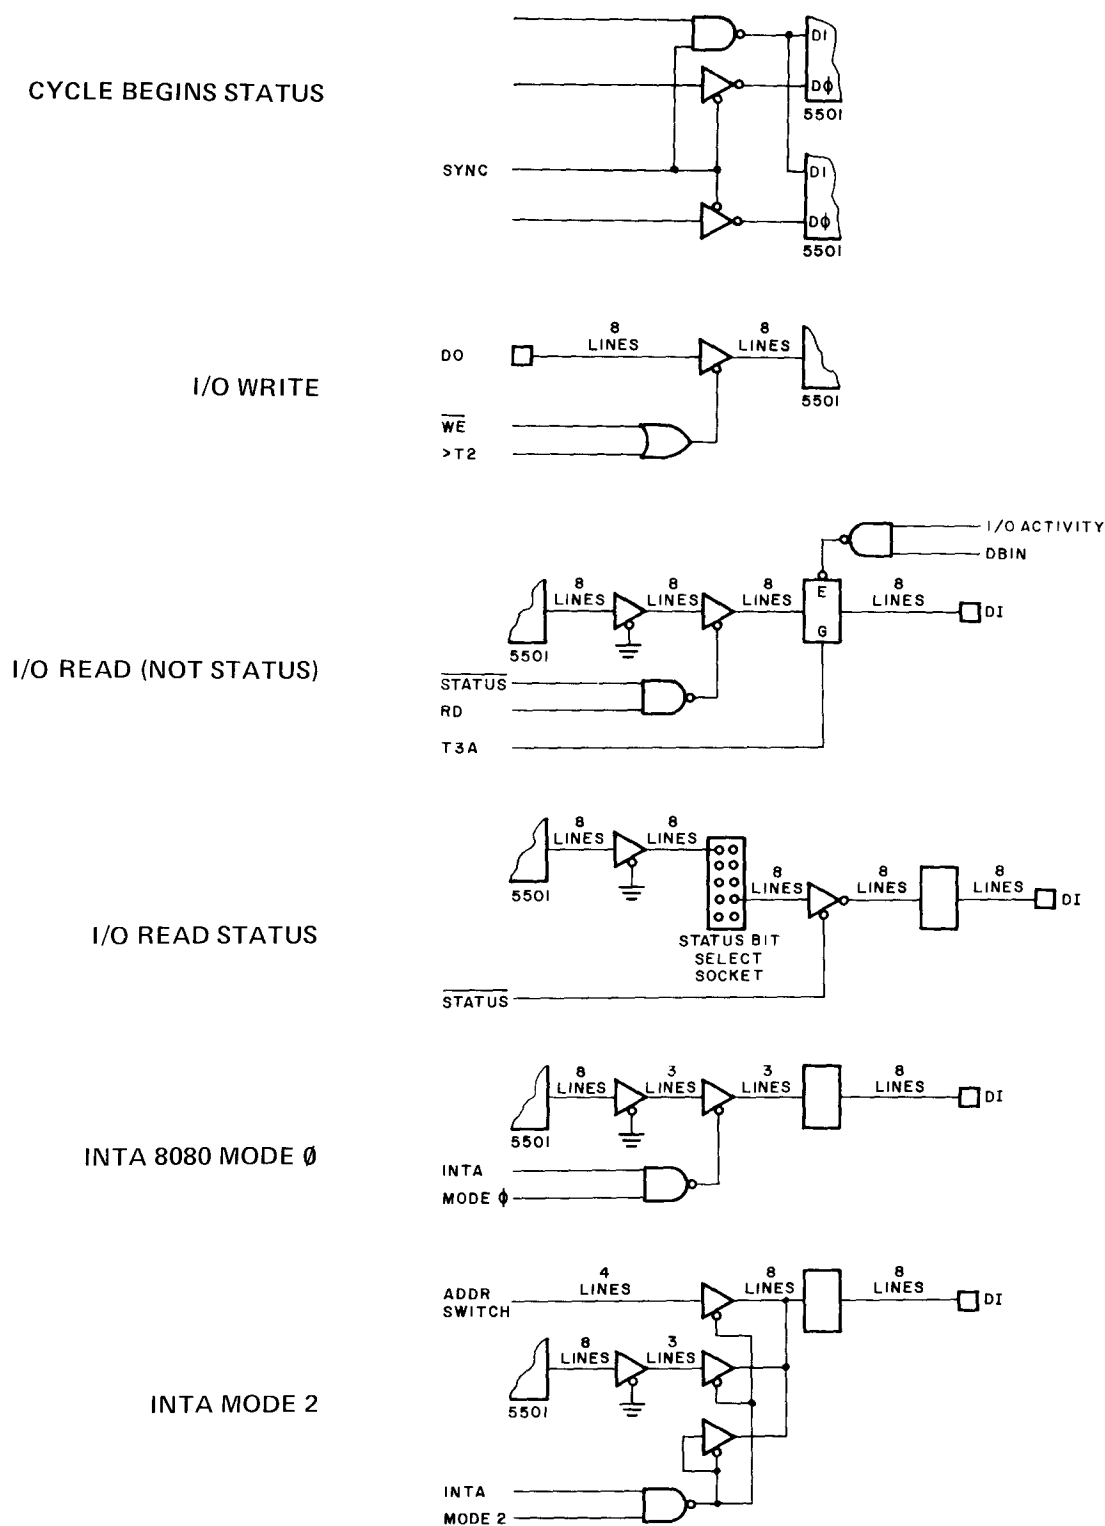 CYCLE BEGINS STATUS
SYNC
D1
Dϕ
5501
D1
Dϕ
5501
I/O WRITE
DO
8
LINES
8
LINES
5501
WE
>T2
I/O READ (NOT STATUS)
I/O ACTIVITY
DBIN
8
LINES
8
LINES
8
LINES
E
G
8
LINES
DI
5501
STATUS
RD
T3A
I/O READ STATUS
8
LINES
8
LINES
8
LINES
8
LINES
8
LINES
DI
5501
STATUS BIT
SELECT
SOCKET
STATUS
INTA 8080 MODE Ø
8
LINES
3
LINES
3
LINES
8
LINES
DI
5501
INTA
MODE ϕ
INTA MODE 2
ADDR
SWITCH
4
LINES
8
LINES
8
LINES
DI
8
LINES
3
LINES
5501
INTA
MODE 2